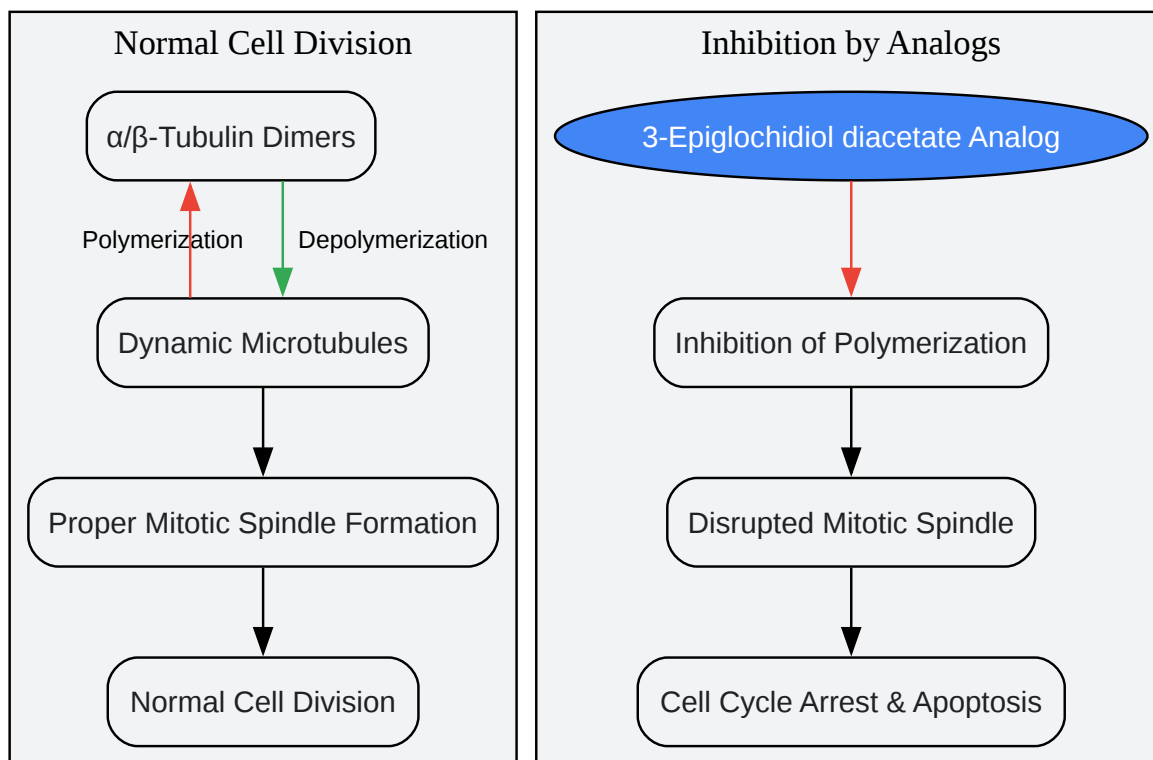 Normal Cell Division
α/β-Tubulin Dimers
Polymerization
Depolymerization
Dynamic Microtubules
Proper Mitotic Spindle Formation
Normal Cell Division
Inhibition by Analogs
3-Epiglochidiol diacetate Analog
Inhibition of Polymerization
Disrupted Mitotic Spindle
Cell Cycle Arrest & Apoptosis